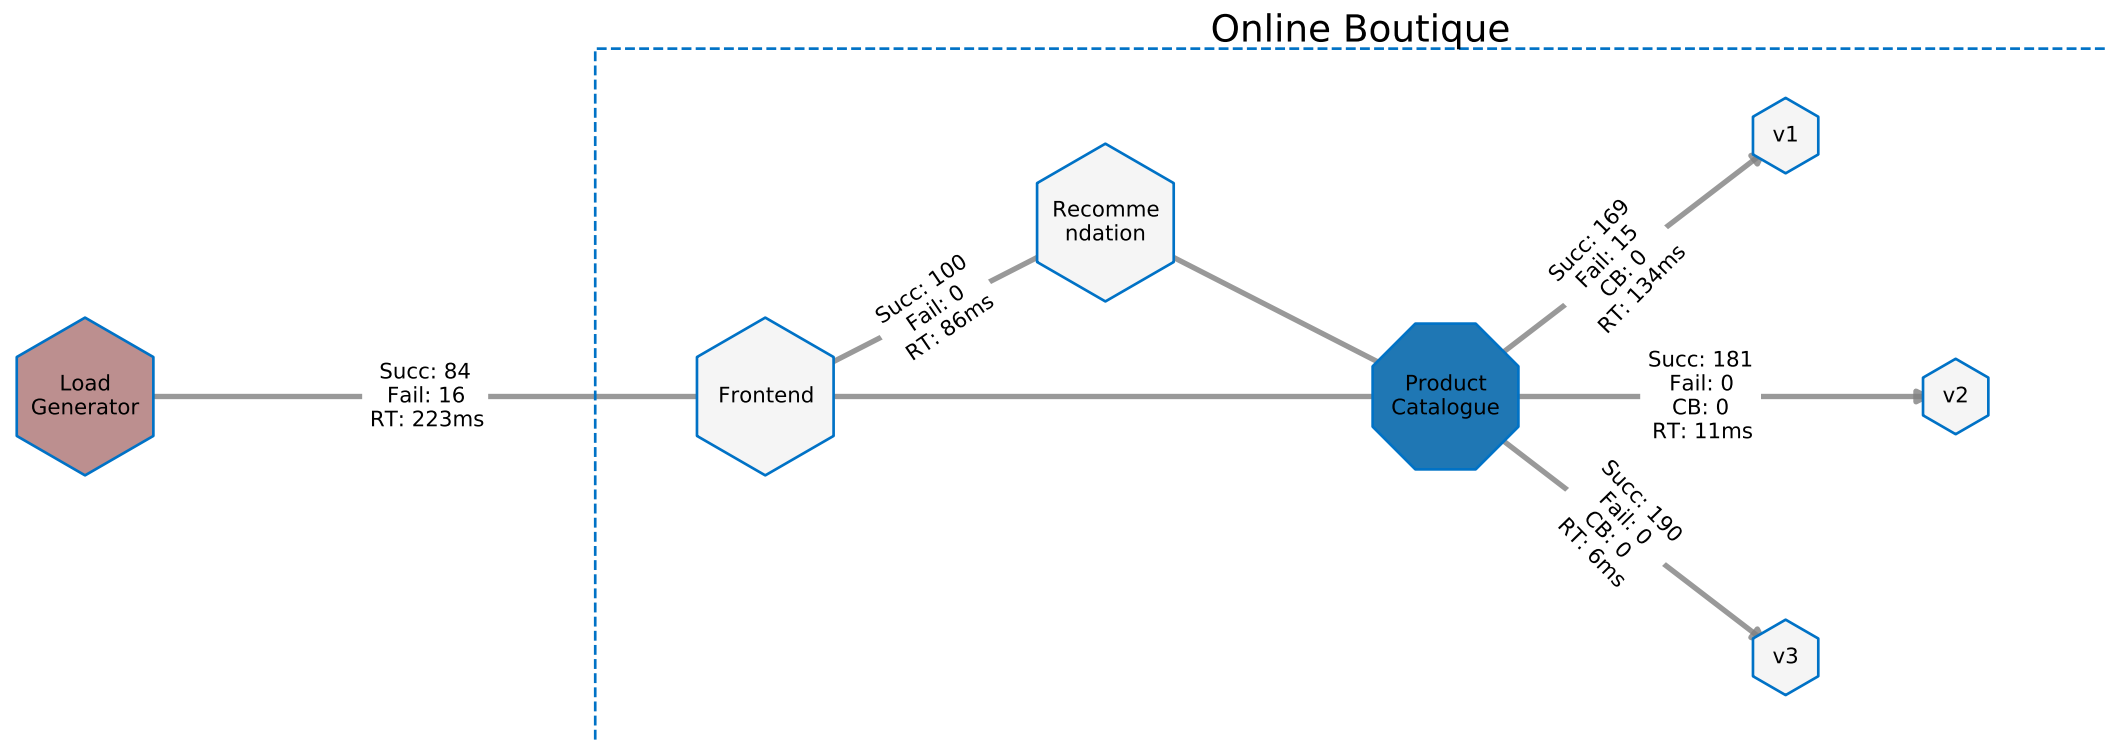 Online Boutique
v1
Recomme
ndation
Succ: 169
Fail: 15
CB: 0
RT: 134ms
Succ: 100
Fail: 0
RT: 86ms
Load
Generator
Succ: 84
Fail: 16
RT: 223ms
Frontend
Product
Catalogue
Succ: 181
Fail: 0
CB: 0
RT: 11ms
v2
Succ: 190
Fail: 0
CB: 0
RT: 6ms
v3